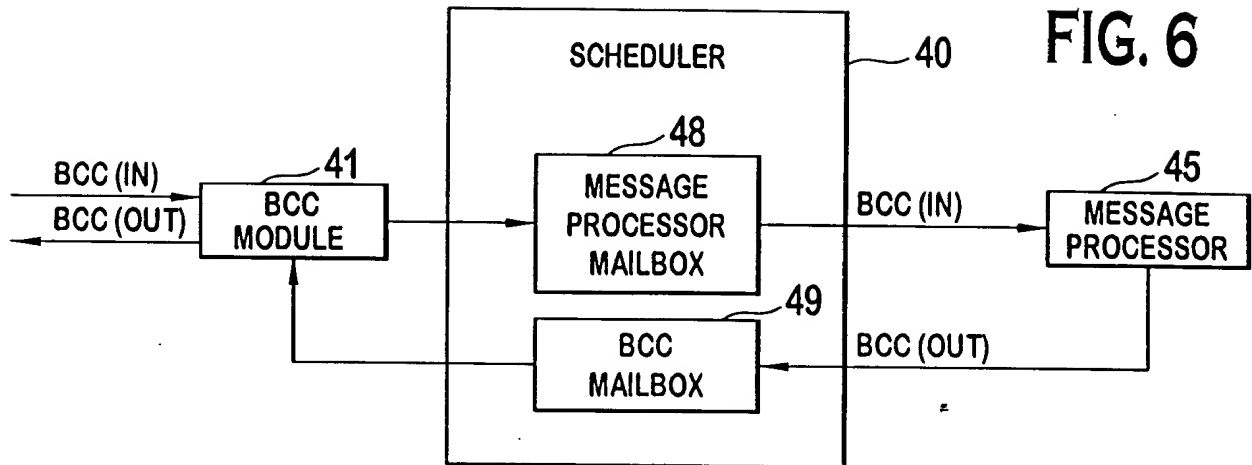 FIG. 6
SCHEDULER
40
48
MESSAGE
PROCESSOR
MAILBOX
BCC (IN)
BCC (OUT)
41
BCC
MODULE
BCC (IN)
45
MESSAGE
PROCESSOR
49
BCC
MAILBOX
BCC (OUT)